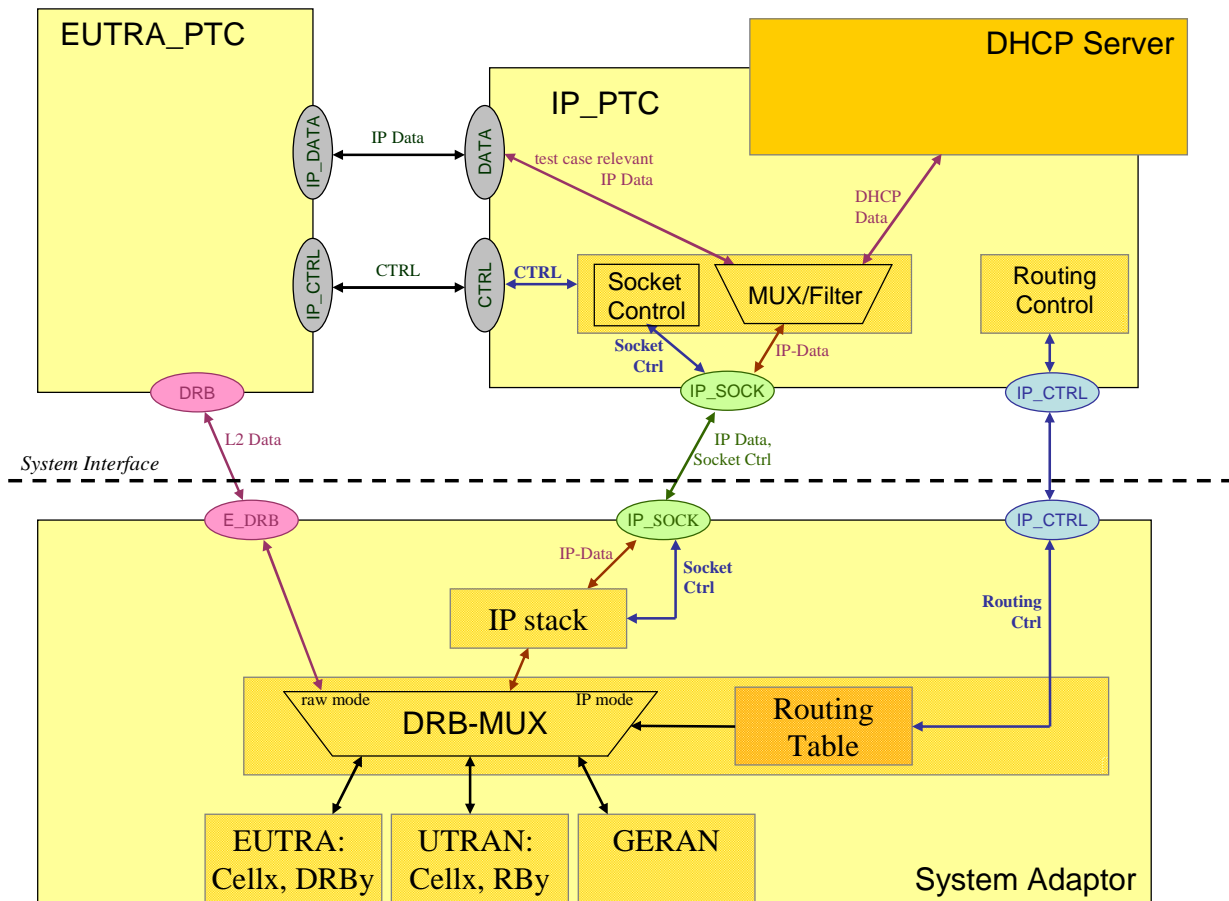 EUTRA_PTC
DHCP Server
IP_PTC
IP_DATA
IP Data
DATA
test case relevant
IP Data
DHCP
Data
IP_CTRL
CTRL
CTRL
CTRL
Socket
Control
MUX/Filter
Routing
Control
Socket
Ctrl
IP-Data
DRB
IP_SOCK
IP_CTRL
L2 Data
IP Data,
Socket Ctrl
System Interface
E_DRB
IP_SOCK
IP_CTRL
IP-Data
Socket
Ctrl
IP stack
Routing
Ctrl
raw mode
IP mode
DRB-MUX
Routing
Table
EUTRA:
Cellx, DRBy
UTRAN:
Cellx, RBy
GERAN
System Adaptor